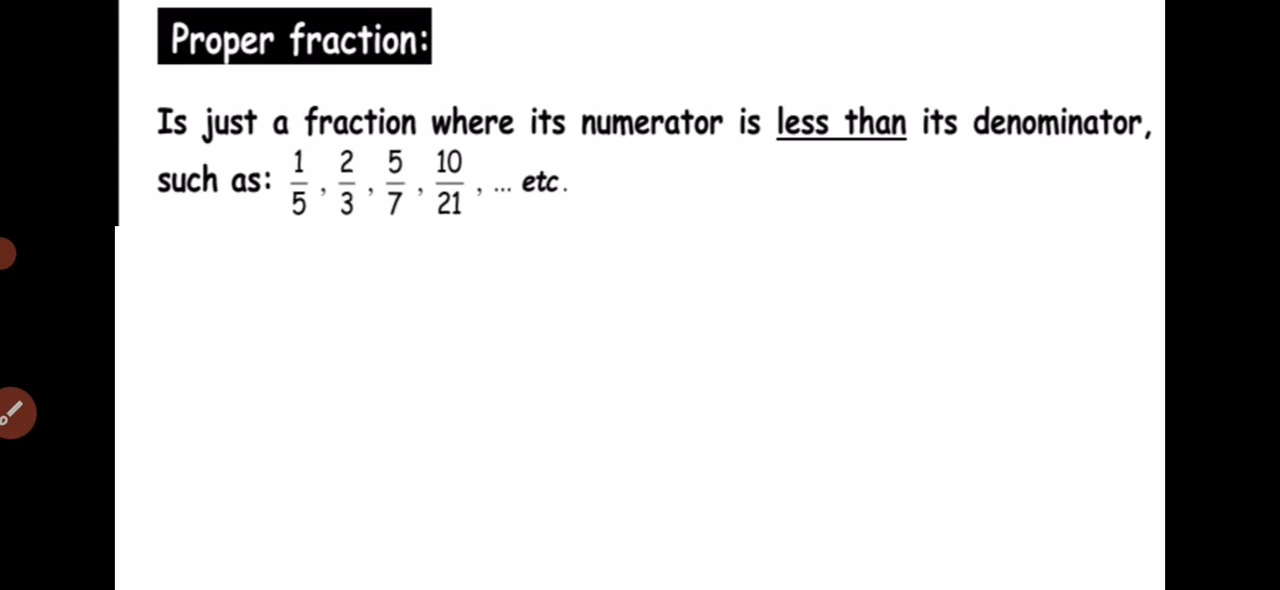 Proper fraction:
Is just a fraction where its numerator is less than its denominator,
such as: 1/5 , 2/3 , 5/7 , 10/21 , ... etc.